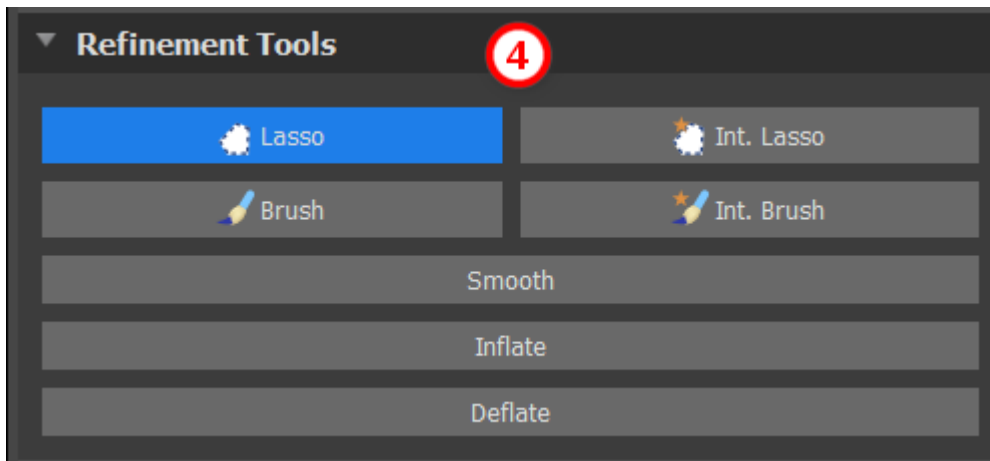 Refinement Tools 4
Lasso Int. Lasso
Brush Int. Brush
Smooth
Inflate
Deflate